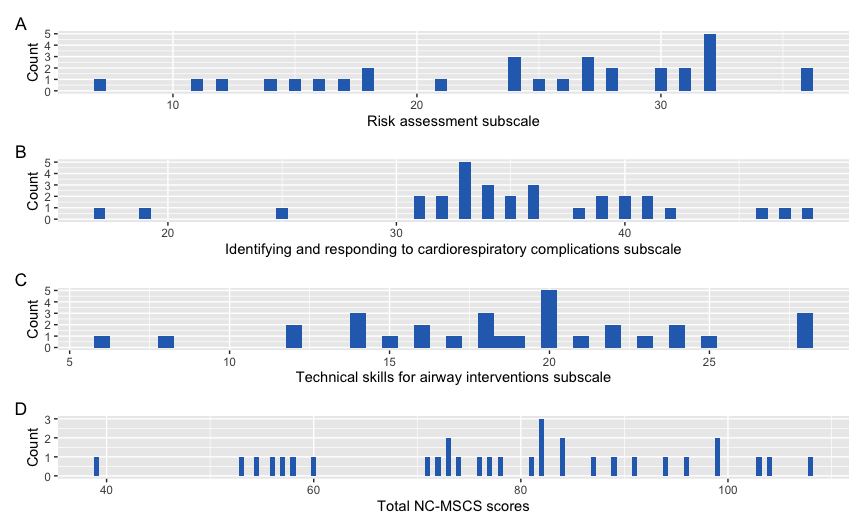 A
Count
5
4
3
2
1
0
10 20 30
Risk assessment subscale
B
Count
5
4
3
2
1
0
20 30 40
Identifying and responding to cardiorespiratory complications subscale
C
Count
5
4
3
2
1
0
5 10 15 20 25
Technical skills for airway interventions subscale
D
Count
3
2
1
0
40 60 80 100
Total NC-MSCS scores